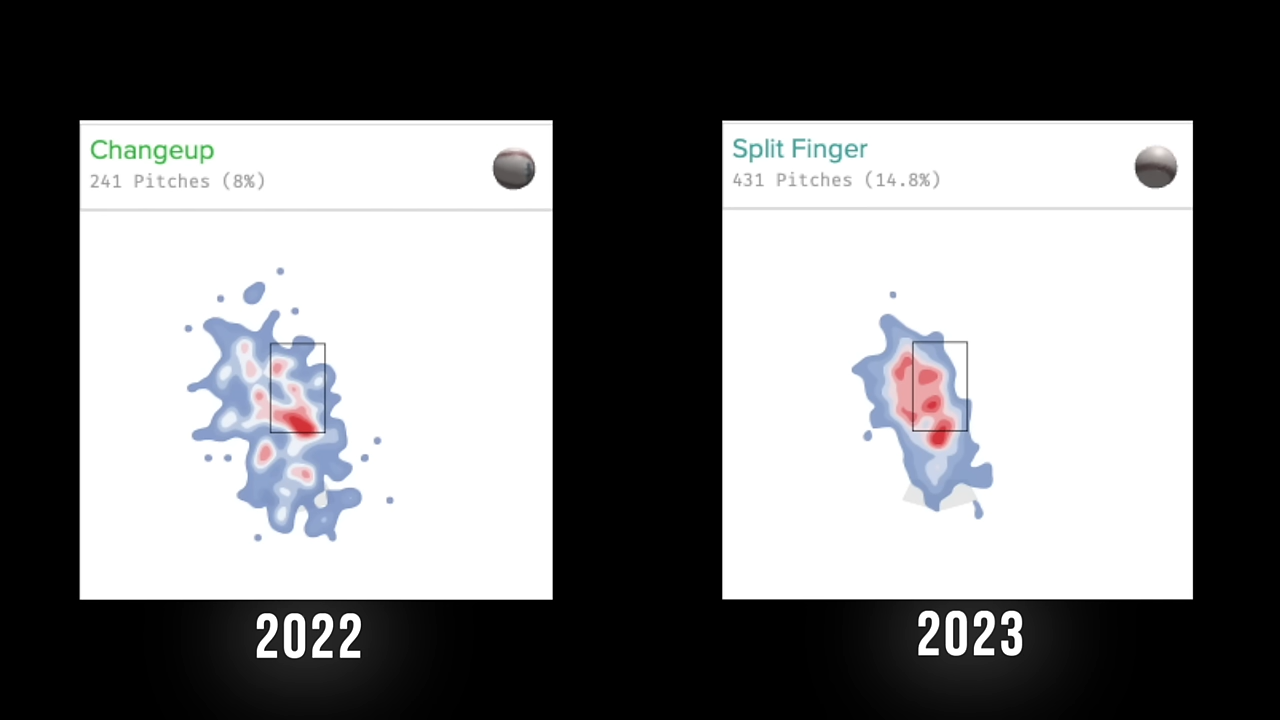 Changeup
241 Pitches (8%)
Split Finger
431 Pitches (14.8%)
2022
2023